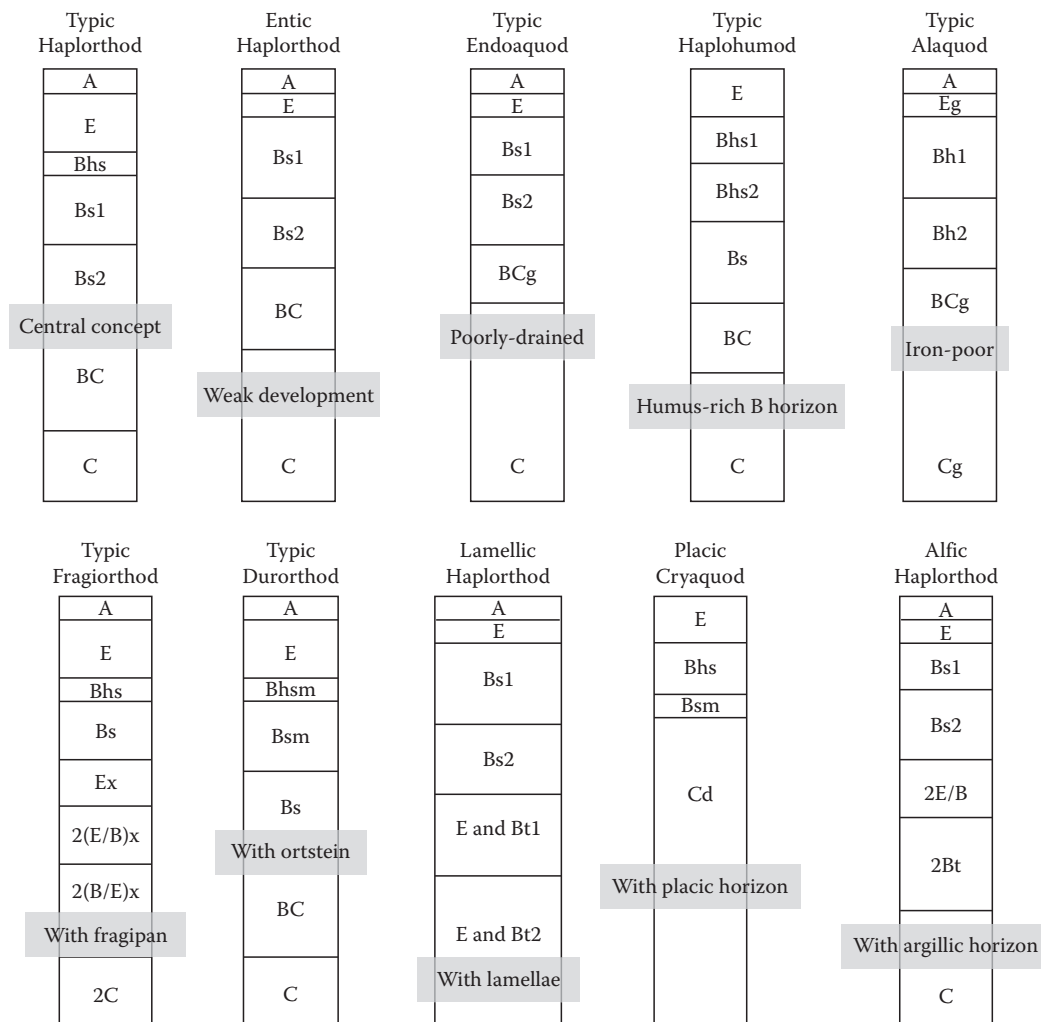 Typic
Haplorthod
A
E
Bhs
Bs1
Bs2
Central concept
BC
C
Entic
Haplorthod
A
E
Bs1
Bs2
BC
Weak development
C
Typic
Endoaquod
A
E
Bs1
Bs2
BCg
Poorly-drained
C
Typic
Haplohumod
E
Bhs1
Bhs2
Bs
BC
Humus-rich B horizon
C
Typic
Alaquod
A
Eg
Bh1
Bh2
BCg
Iron-poor
Cg
Typic
Fragiorthod
A
E
Bhs
Bs
Ex
2(E/B)x
2(B/E)x
With fragipan
2C
Typic
Durorthod
A
E
Bhsm
Bsm
Bs
With ortstein
BC
C
Lamellic
Haplorthod
A
E
Bs1
Bs2
E and Bt1
E and Bt2
With lamellae
Placic
Cryaquod
E
Bhs
Bsm
Cd
With placic horizon
Alfic
Haplorthod
A
E
Bs1
Bs2
2E/B
2Bt
With argillic horizon
C